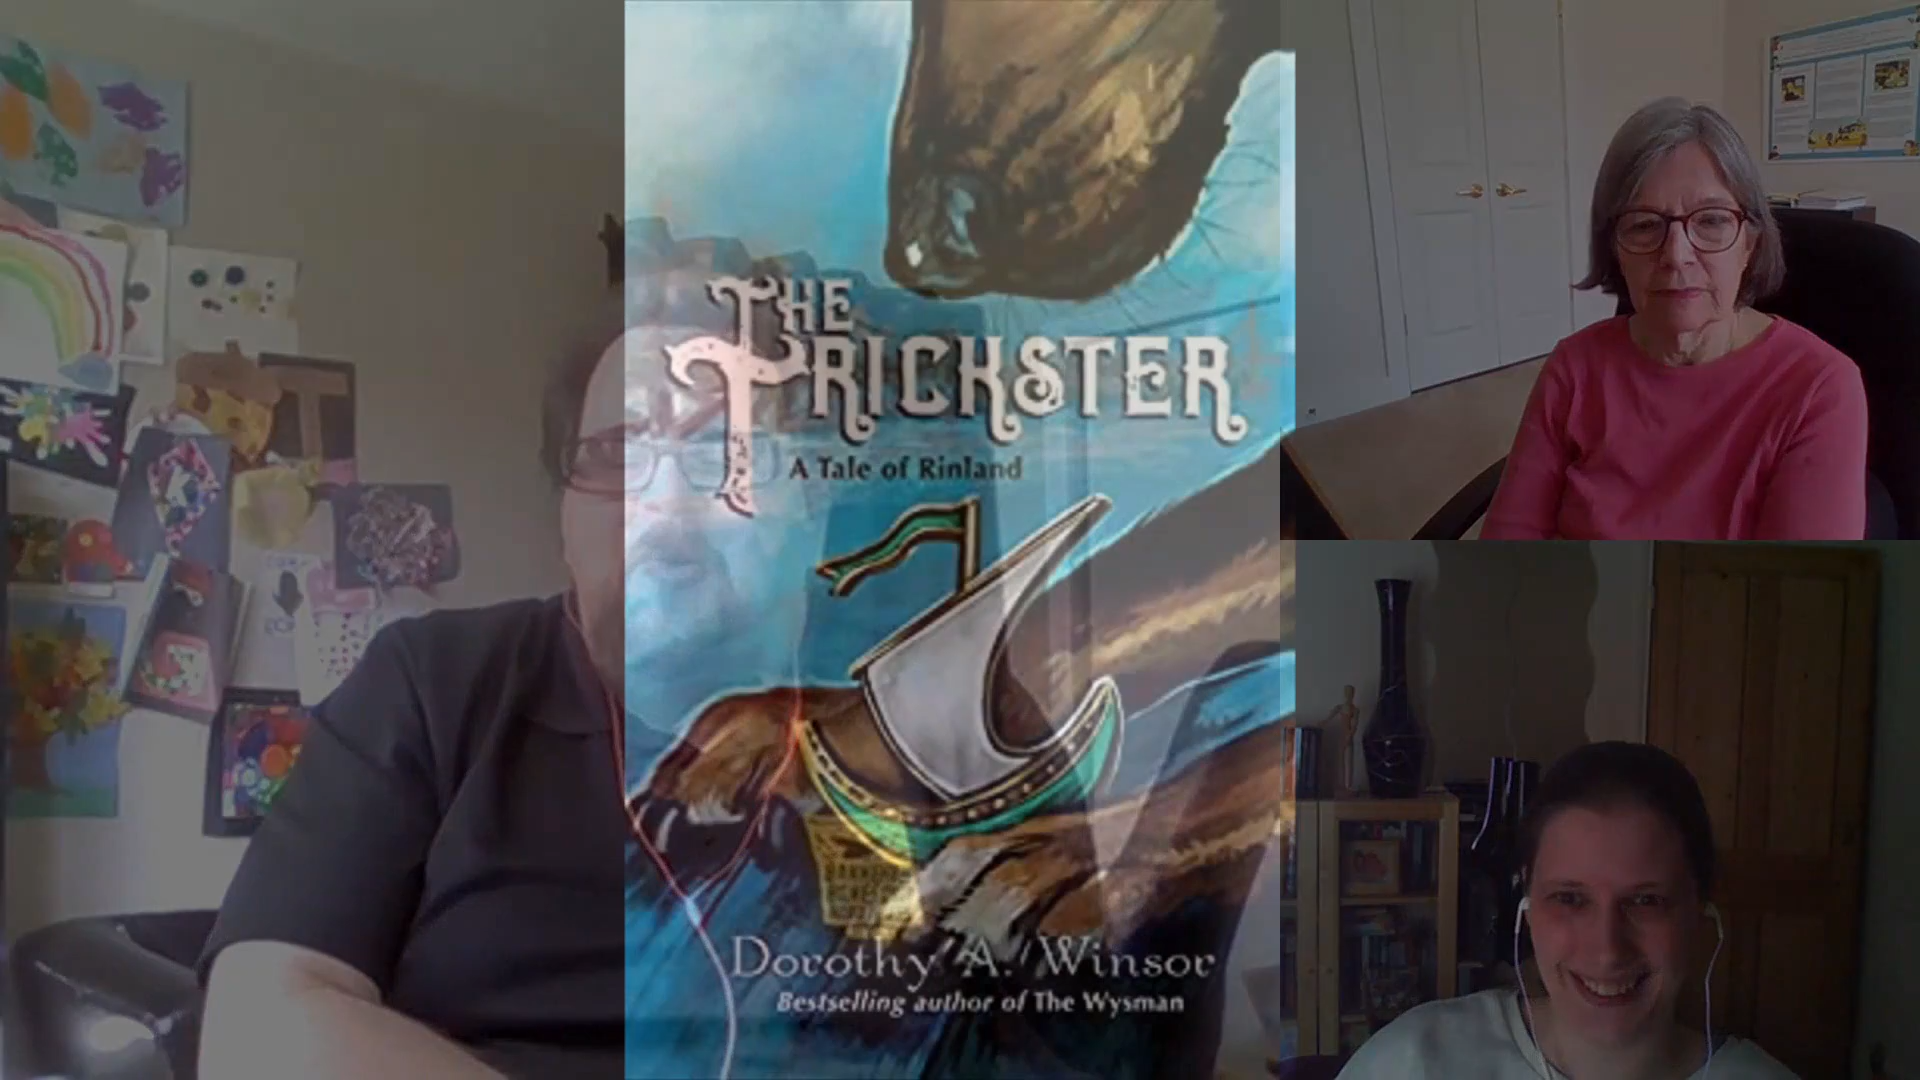 THE
TRICKSTER
A Tale of Rinland
Dorothy A. Winsor
Bestselling author of The Wysman